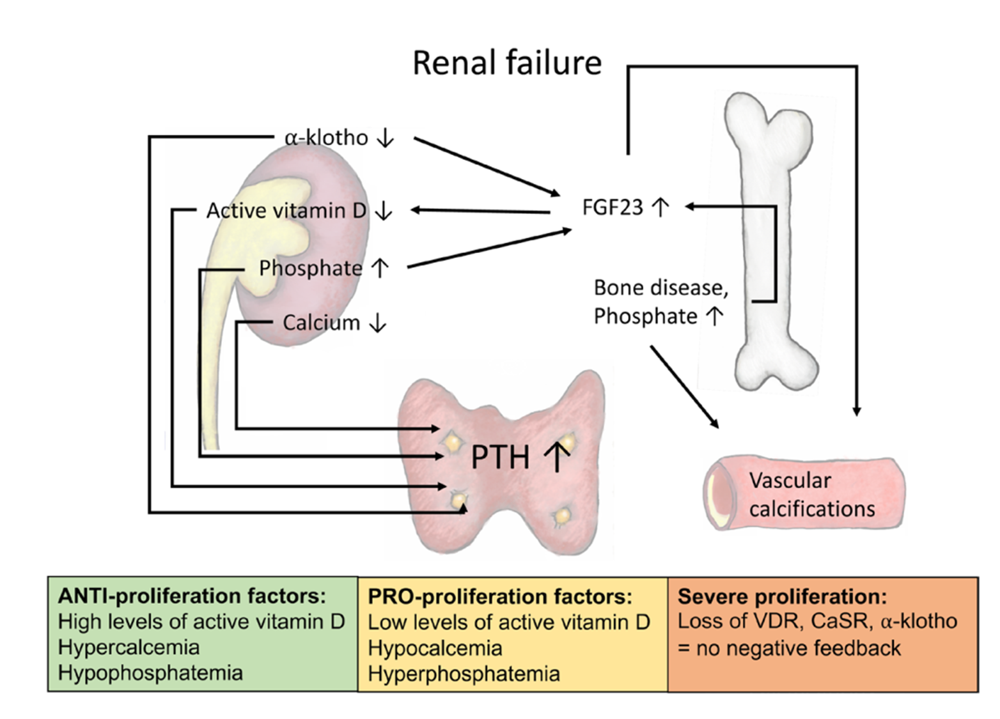 Renal failure
α-klotho ↓
Active vitamin D ↓
Phosphate ↑
Calcium ↓
FGF23 ↑
Bone disease,
Phosphate ↑
PTH ↑
Vascular
calcifications
ANTI-proliferation factors:
High levels of active vitamin D
Hypercalcemia
Hypophosphatemia
PRO-proliferation factors:
Low levels of active vitamin D
Hypocalcemia
Hyperphosphatemia
Severe proliferation:
Loss of VDR, CaSR, α-klotho
= no negative feedback